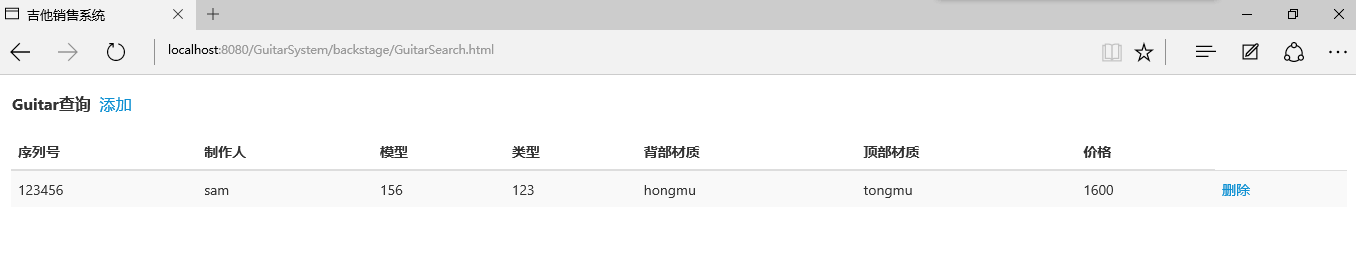 吉他销售系统
localhost:8080/GuitarSystem/backstage/GuitarSearch.html
Guitar查询 添加
序列号 制作人 模型 类型 背部材质 顶部材质 价格
123456 sam 156 123 hongmu tongmu 1600 删除